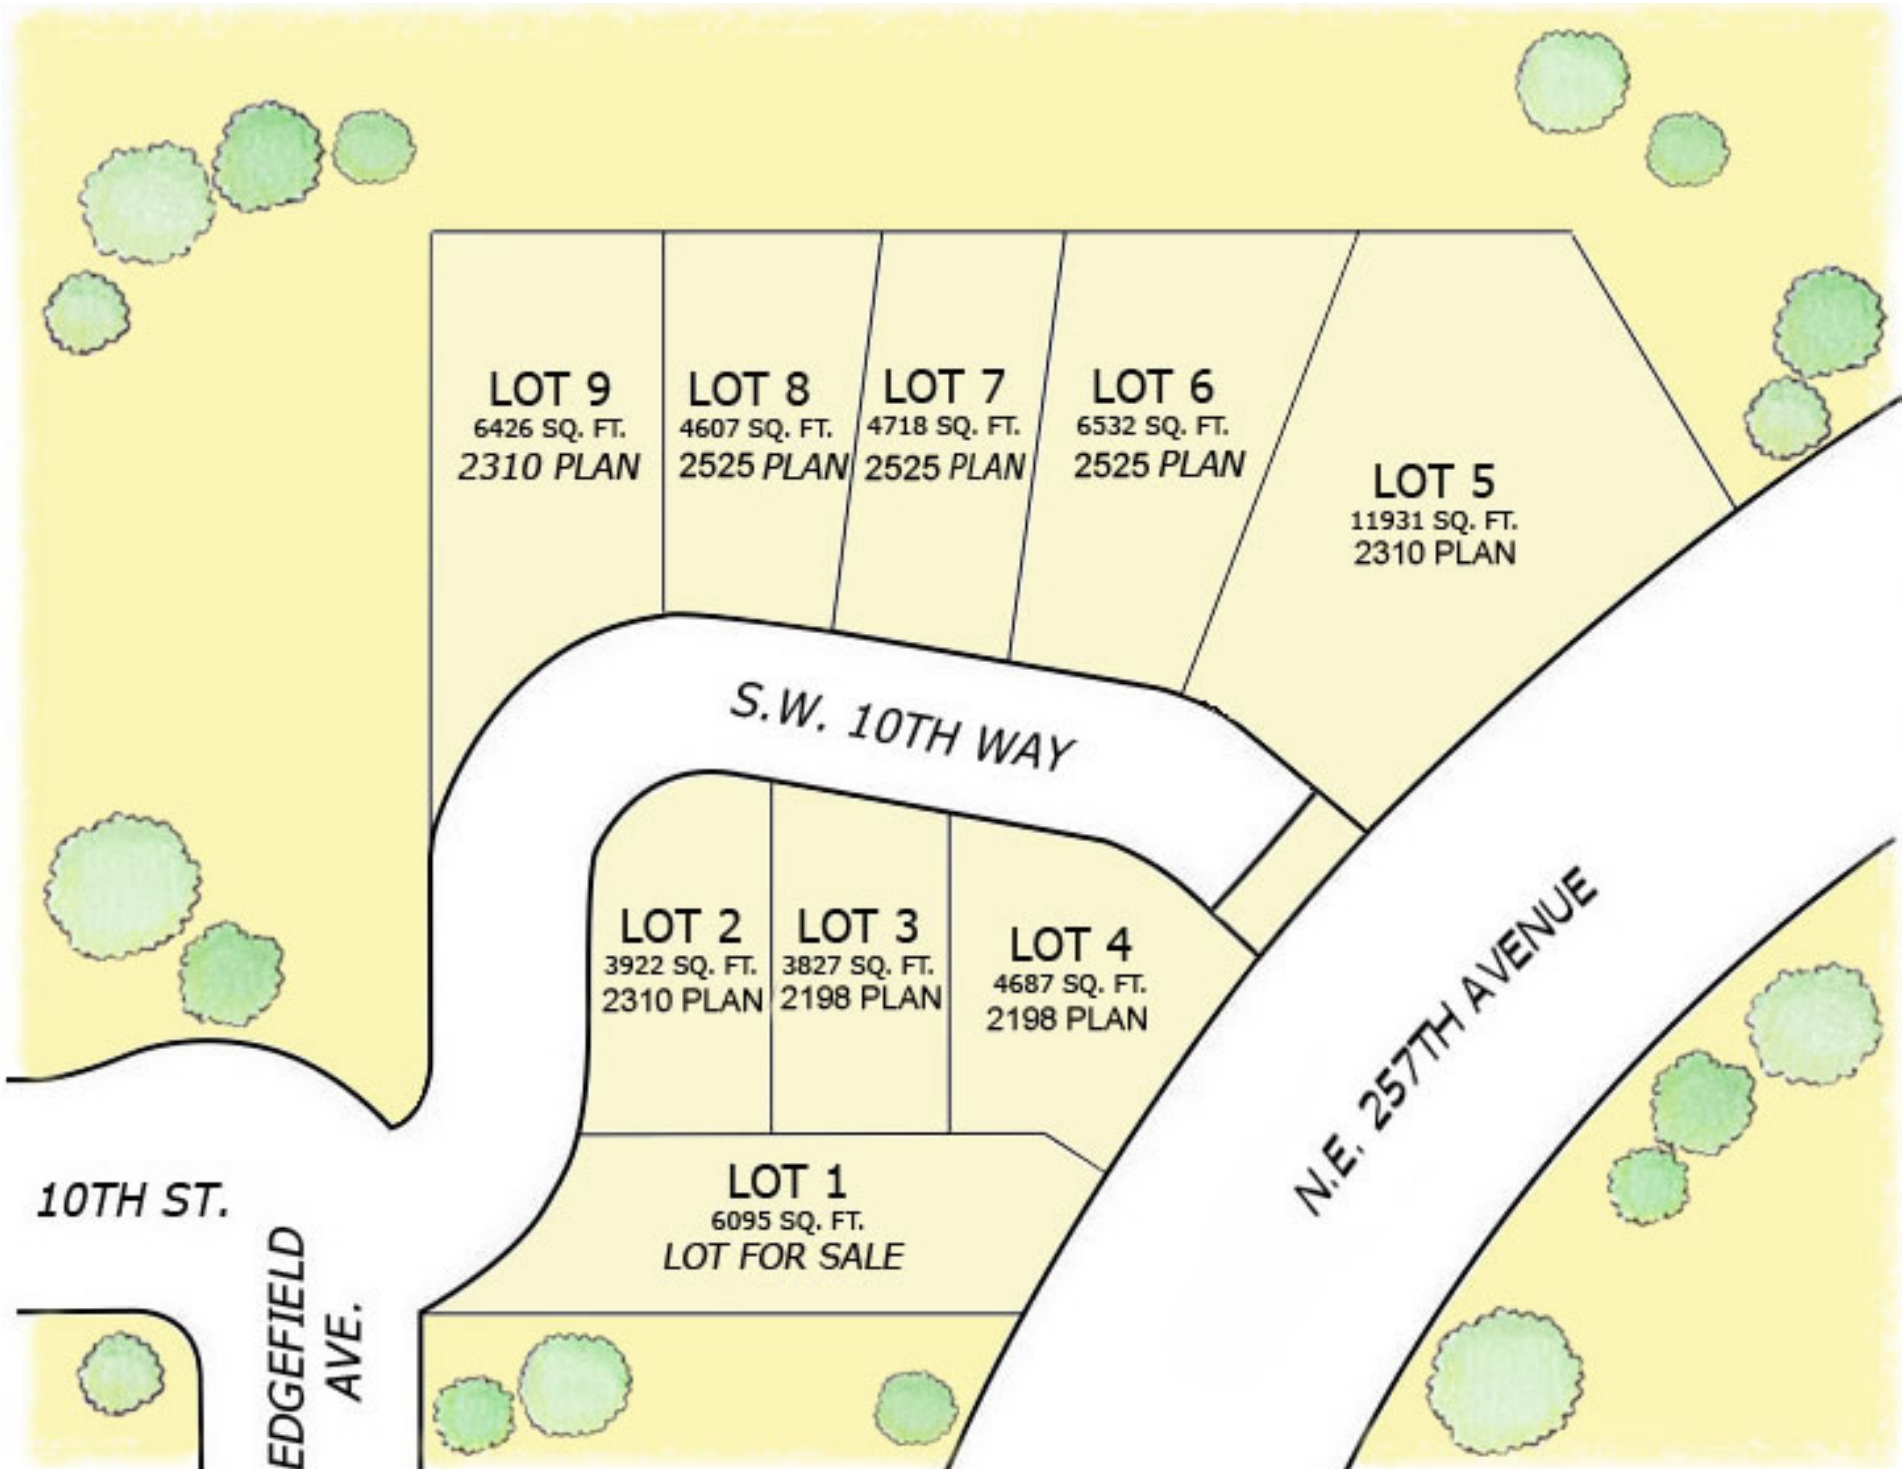 LOT 9
6426 SQ. FT.
2310 PLAN
LOT 8
4607 SQ. FT.
2525 PLAN
LOT 7
4718 SQ. FT.
2525 PLAN
LOT 6
6532 SQ. FT.
2525 PLAN
LOT 5
11931 SQ. FT.
2310 PLAN
S.W. 10TH WAY
LOT 2
3922 SQ. FT.
2310 PLAN
LOT 3
3827 SQ. FT.
2198 PLAN
LOT 4
4687 SQ. FT.
2198 PLAN
N.E. 257TH AVENUE
LOT 1
6095 SQ. FT.
LOT FOR SALE
10TH ST.
EDGEFIELD
AVE.